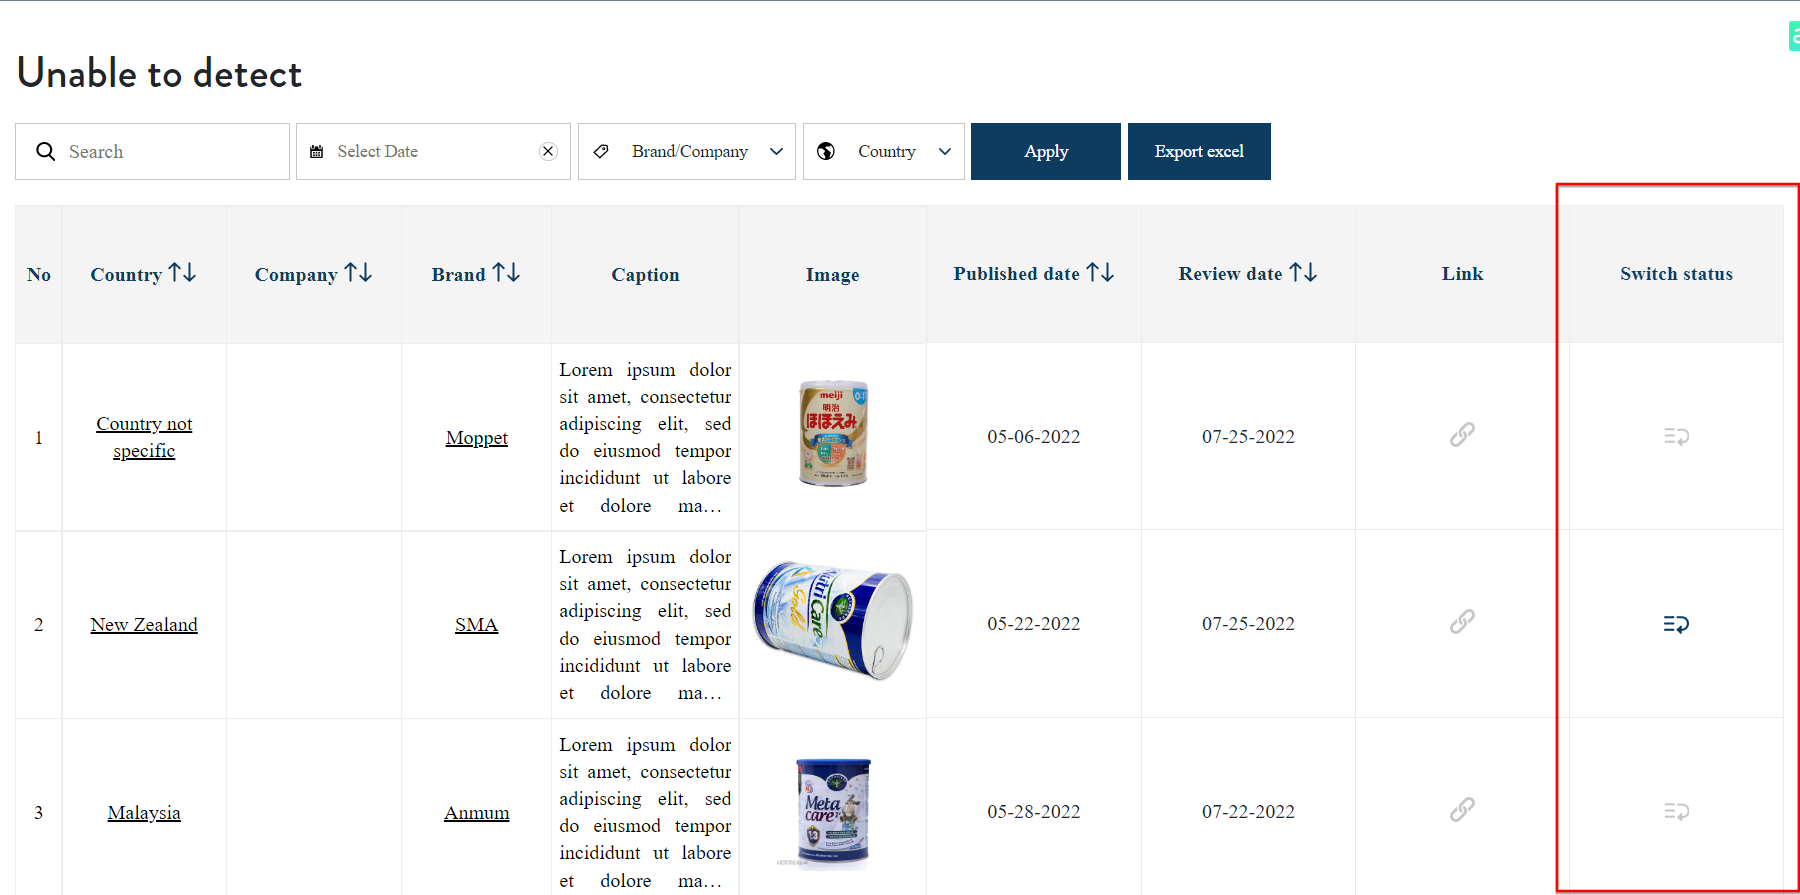 Unable to detect
Search
Select Date
Brand/Company
Country
Apply
Export excel
No
Country
Company
Brand
Caption
Image
Published date
Review date
Link
Switch status
1
Country not
specific
Moppet
Lorem ipsum dolor
sit amet, consectetur
adipiscing elit, sed
do eiusmod tempor
incididunt ut labore
et dolore ma...
meiji
0-1
明治
ほほえみ
05-06-2022
07-25-2022
2
New Zealand
SMA
Lorem ipsum dolor
sit amet, consectetur
adipiscing elit, sed
do eiusmod tempor
incididunt ut labore
et dolore ma...
NutriCare
Gold
05-22-2022
07-25-2022
3
Malaysia
Anmum
Lorem ipsum dolor
sit amet, consectetur
adipiscing elit, sed
do eiusmod tempor
incididunt ut labore
et dolore ma...
Meta
care
05-28-2022
07-22-2022